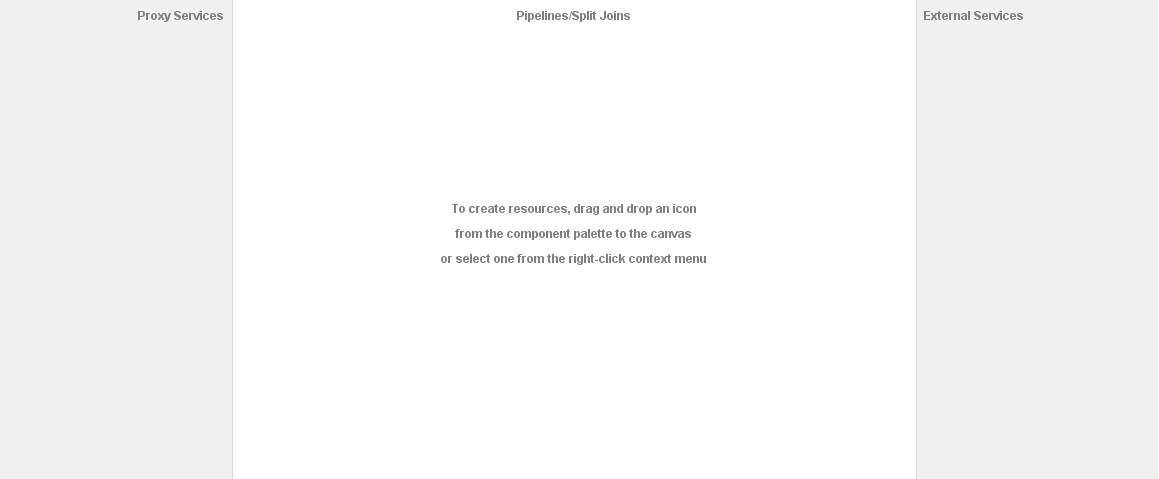 Proxy Services
Pipelines/Split Joins
External Services
To create resources, drag and drop an icon
from the component palette to the canvas
or select one from the right-click context menu